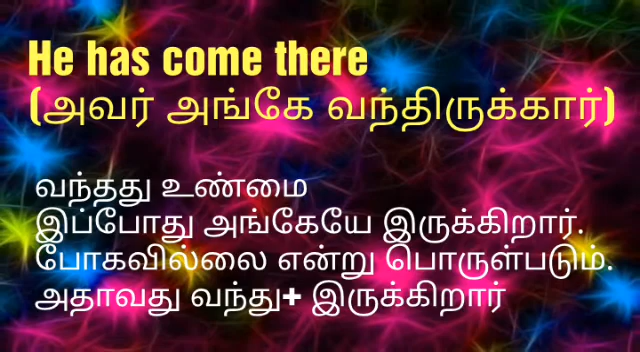 He has come there
(அவர் அங்கே வந்திருக்கார்)
வந்தது உண்மை
இப்போது அங்கேயே இருக்கிறார்.
போகவில்லை என்று பொருள்படும்.
அதாவது வந்து+ இருக்கிறார்